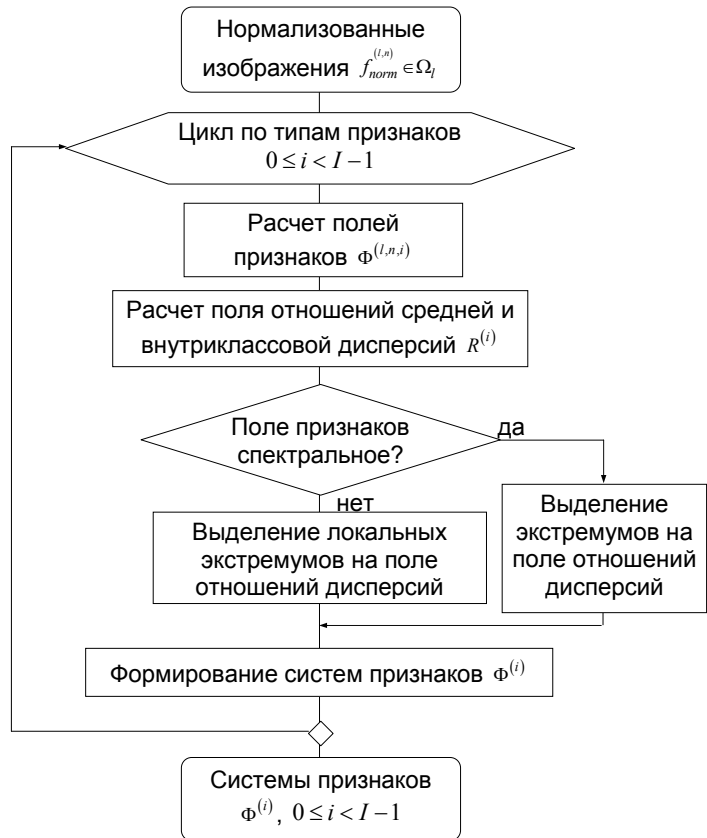 Нормализованные
изображения f_{norm}^{(l,n)} ∈ Ω_l
Цикл по типам признаков
0 ≤ i < I − 1
Расчет полей
признаков Φ^{(l,n,i)}
Расчет поля отношений средней и
внутриклассовой дисперсий R^{(i)}
Поле признаков
спектральное?
да
нет
Выделение локальных
экстремумов на поле
отношений дисперсий
Выделение
экстремумов на
поле отношений
дисперсий
Формирование систем признаков Φ^{(i)}
Системы признаков
Φ^{(i)}, 0 ≤ i < I − 1